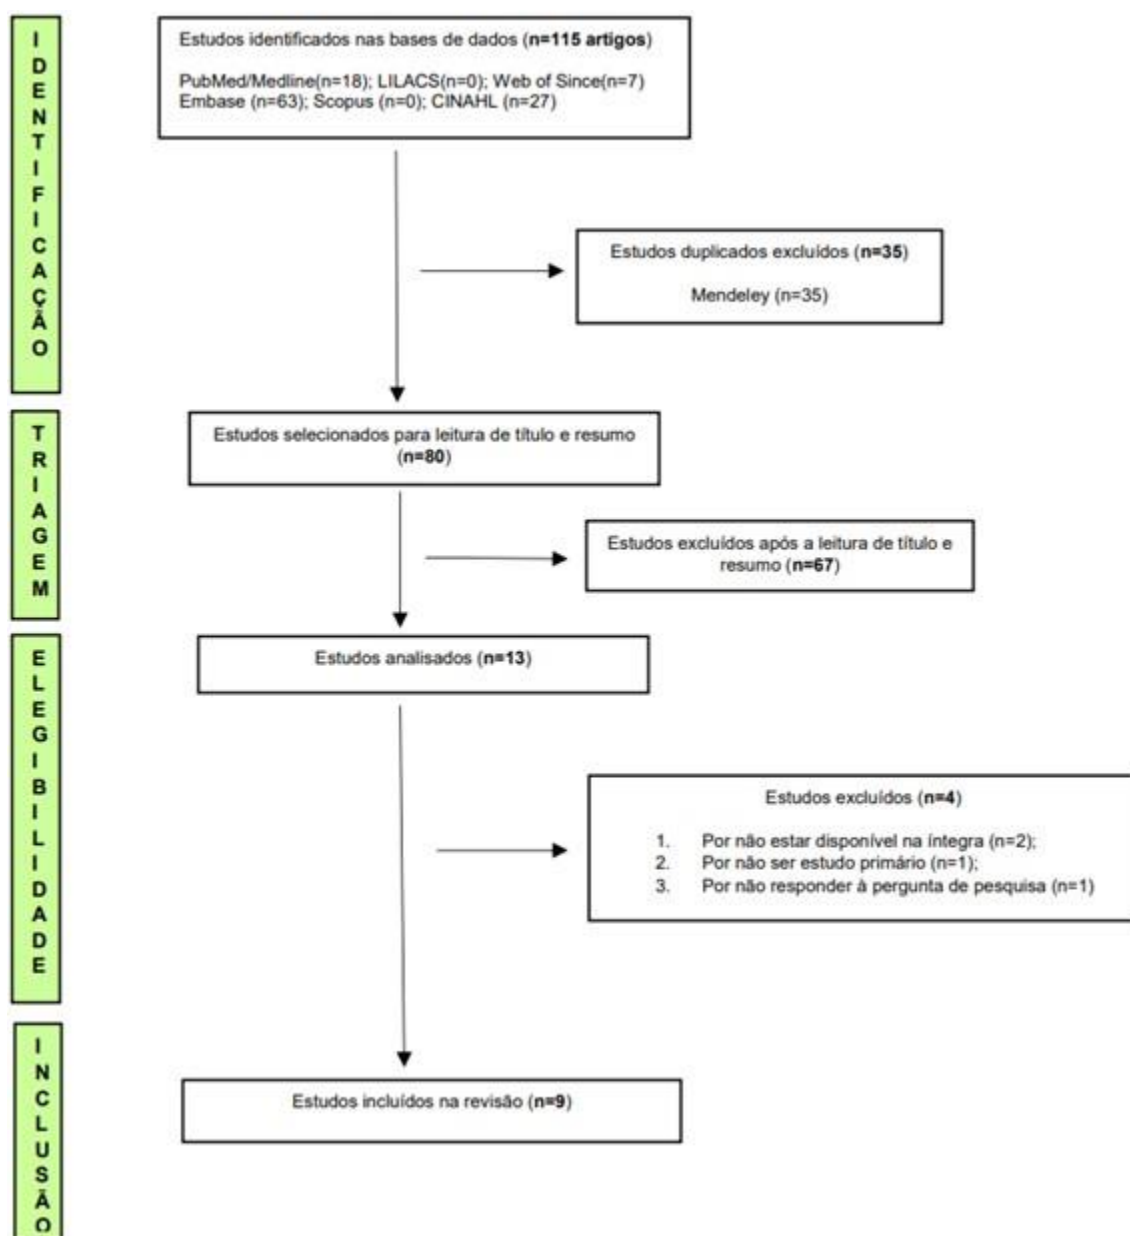 IDENTIFICAÇÃO
Estudos identificados nas bases de dados (n=115 artigos)
PubMed/Medline(n=18); LILACS(n=0); Web of Since(n=7)
Embase (n=63); Scopus (n=0); CINAHL (n=27)
Estudos duplicados excluídos (n=35)
Mendeley (n=35)
TRIAGEM
Estudos selecionados para leitura de título e resumo
(n=80)
Estudos excluídos após a leitura de título e
resumo (n=67)
ELEGIBILIDADE
Estudos analisados (n=13)
Estudos excluídos (n=4)
1. Por não estar disponível na íntegra (n=2);
2. Por não ser estudo primário (n=1);
3. Por não responder à pergunta de pesquisa (n=1)
INCLUSÃO
Estudos incluídos na revisão (n=9)